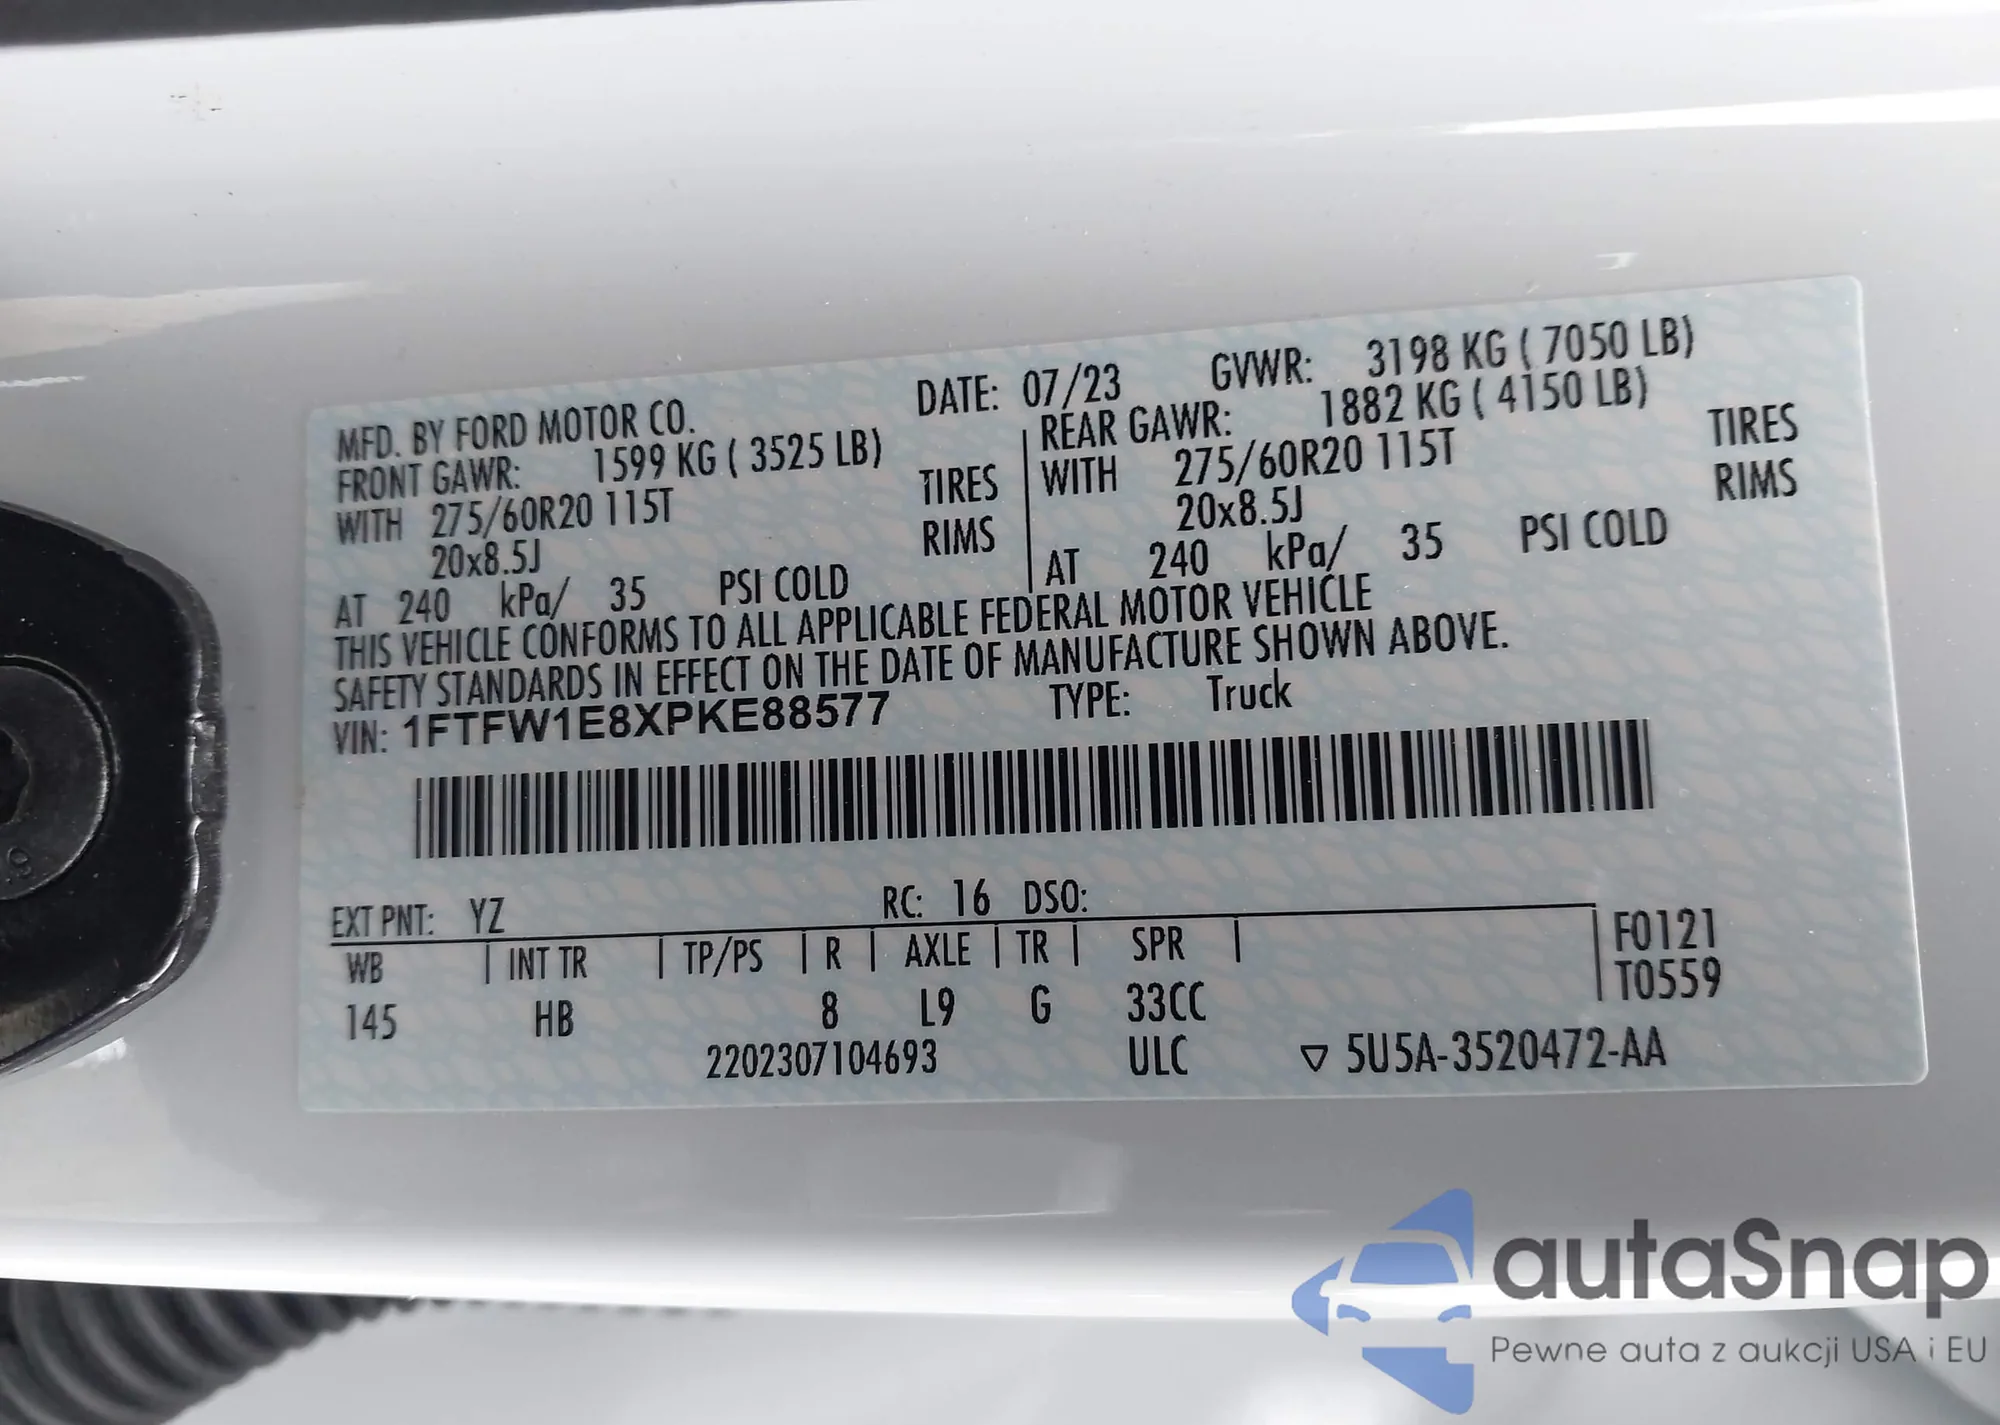 MFD. BY FORD MOTOR CO. DATE: 07/23 GVWR: 3198 KG ( 7050 LB)
FRONT GAWR: 1599 KG ( 3525 LB) REAR GAWR: 1882 KG ( 4150 LB)
WITH 275/60R20 115T TIRES WITH 275/60R20 115T TIRES
20x8.5J RIMS 20x8.5J RIMS
AT 240 kPa/ 35 PSI COLD AT 240 kPa/ 35 PSI COLD
THIS VEHICLE CONFORMS TO ALL APPLICABLE FEDERAL MOTOR VEHICLE
SAFETY STANDARDS IN EFFECT ON THE DATE OF MANUFACTURE SHOWN ABOVE.
VIN: 1FTFW1E8XPKE88577 TYPE: Truck
EXT PNT: YZ RC: 16 DSO:
WB INT TR TP/PS R AXLE TR SPR F0121
T0559
145 HB 8 L9 G 33CC
2202307104693 ULC ▽ 5U5A-3520472-AA
autaSnap
Pewne auta z aukcji USA i EU